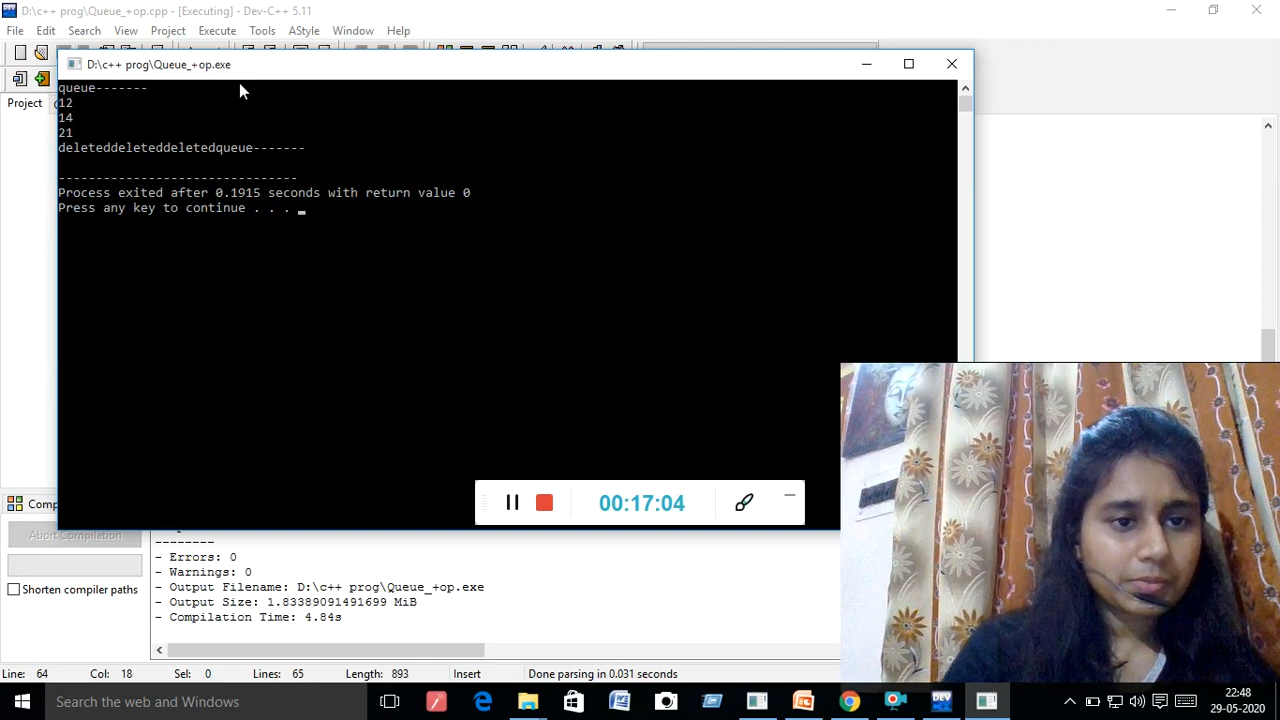 D:\c++ prog\Queue_+op.cpp - [Executing] - Dev-C++ 5.11
File Edit Search View Project Execute Tools AStyle Window Help
D:\c++ prog\Queue_+op.exe
Project
queue-------
12
14
21
deleteddeleteddeletedqueue-------
--------------------------------
Process exited after 0.1915 seconds with return value 0
Press any key to continue . . .
00:17:04
Comp
Abort Compilation
Shorten compiler paths
--------
- Errors: 0
- Warnings: 0
- Output Filename: D:\c++ prog\Queue_+op.exe
- Output Size: 1.83389091491699 MiB
- Compilation Time: 4.84s
Line: 64 Col: 18 Sel: 0 Lines: 65 Length: 893 Insert Done parsing in 0.031 seconds
Search the web and Windows
DEV
DEV
22:48
29-05-2020